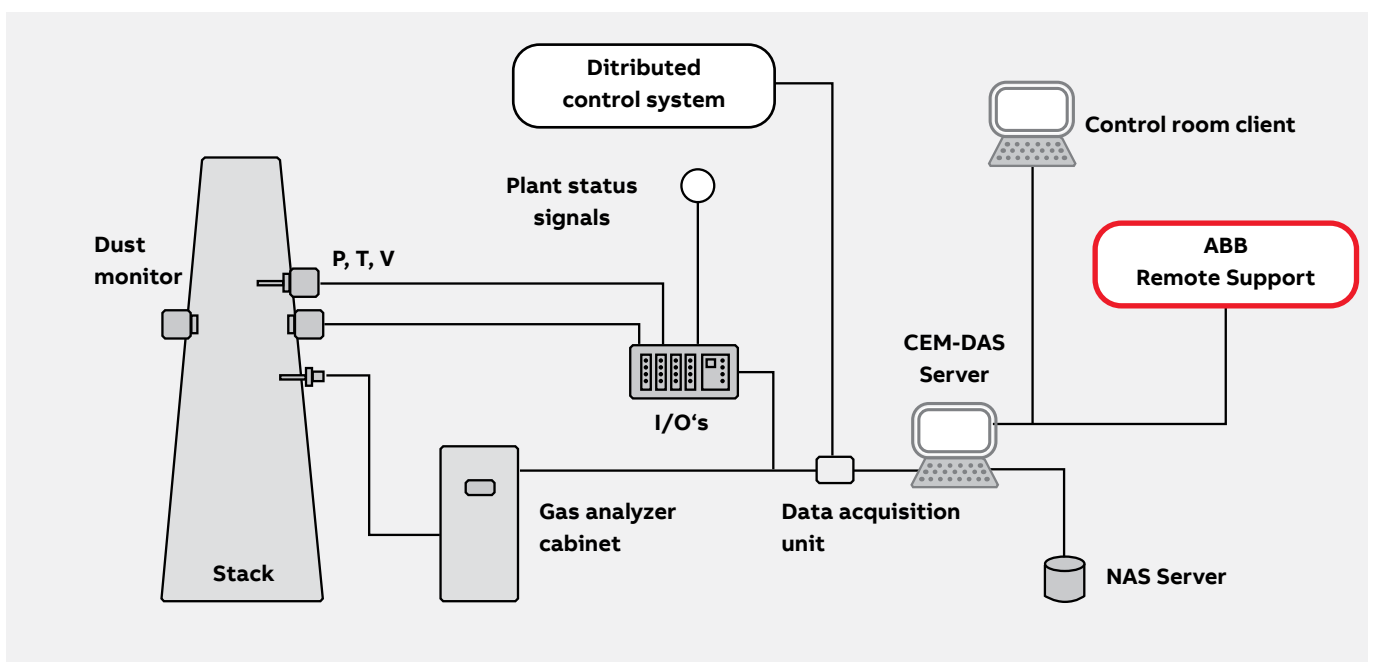 Ditributed
control system
Control room client
Plant status
signals
ABB
Remote Support
Dust
monitor
P, T, V
CEM-DAS
Server
I/O‘s
Gas analyzer
cabinet
Data acquisition
unit
Stack
NAS Server